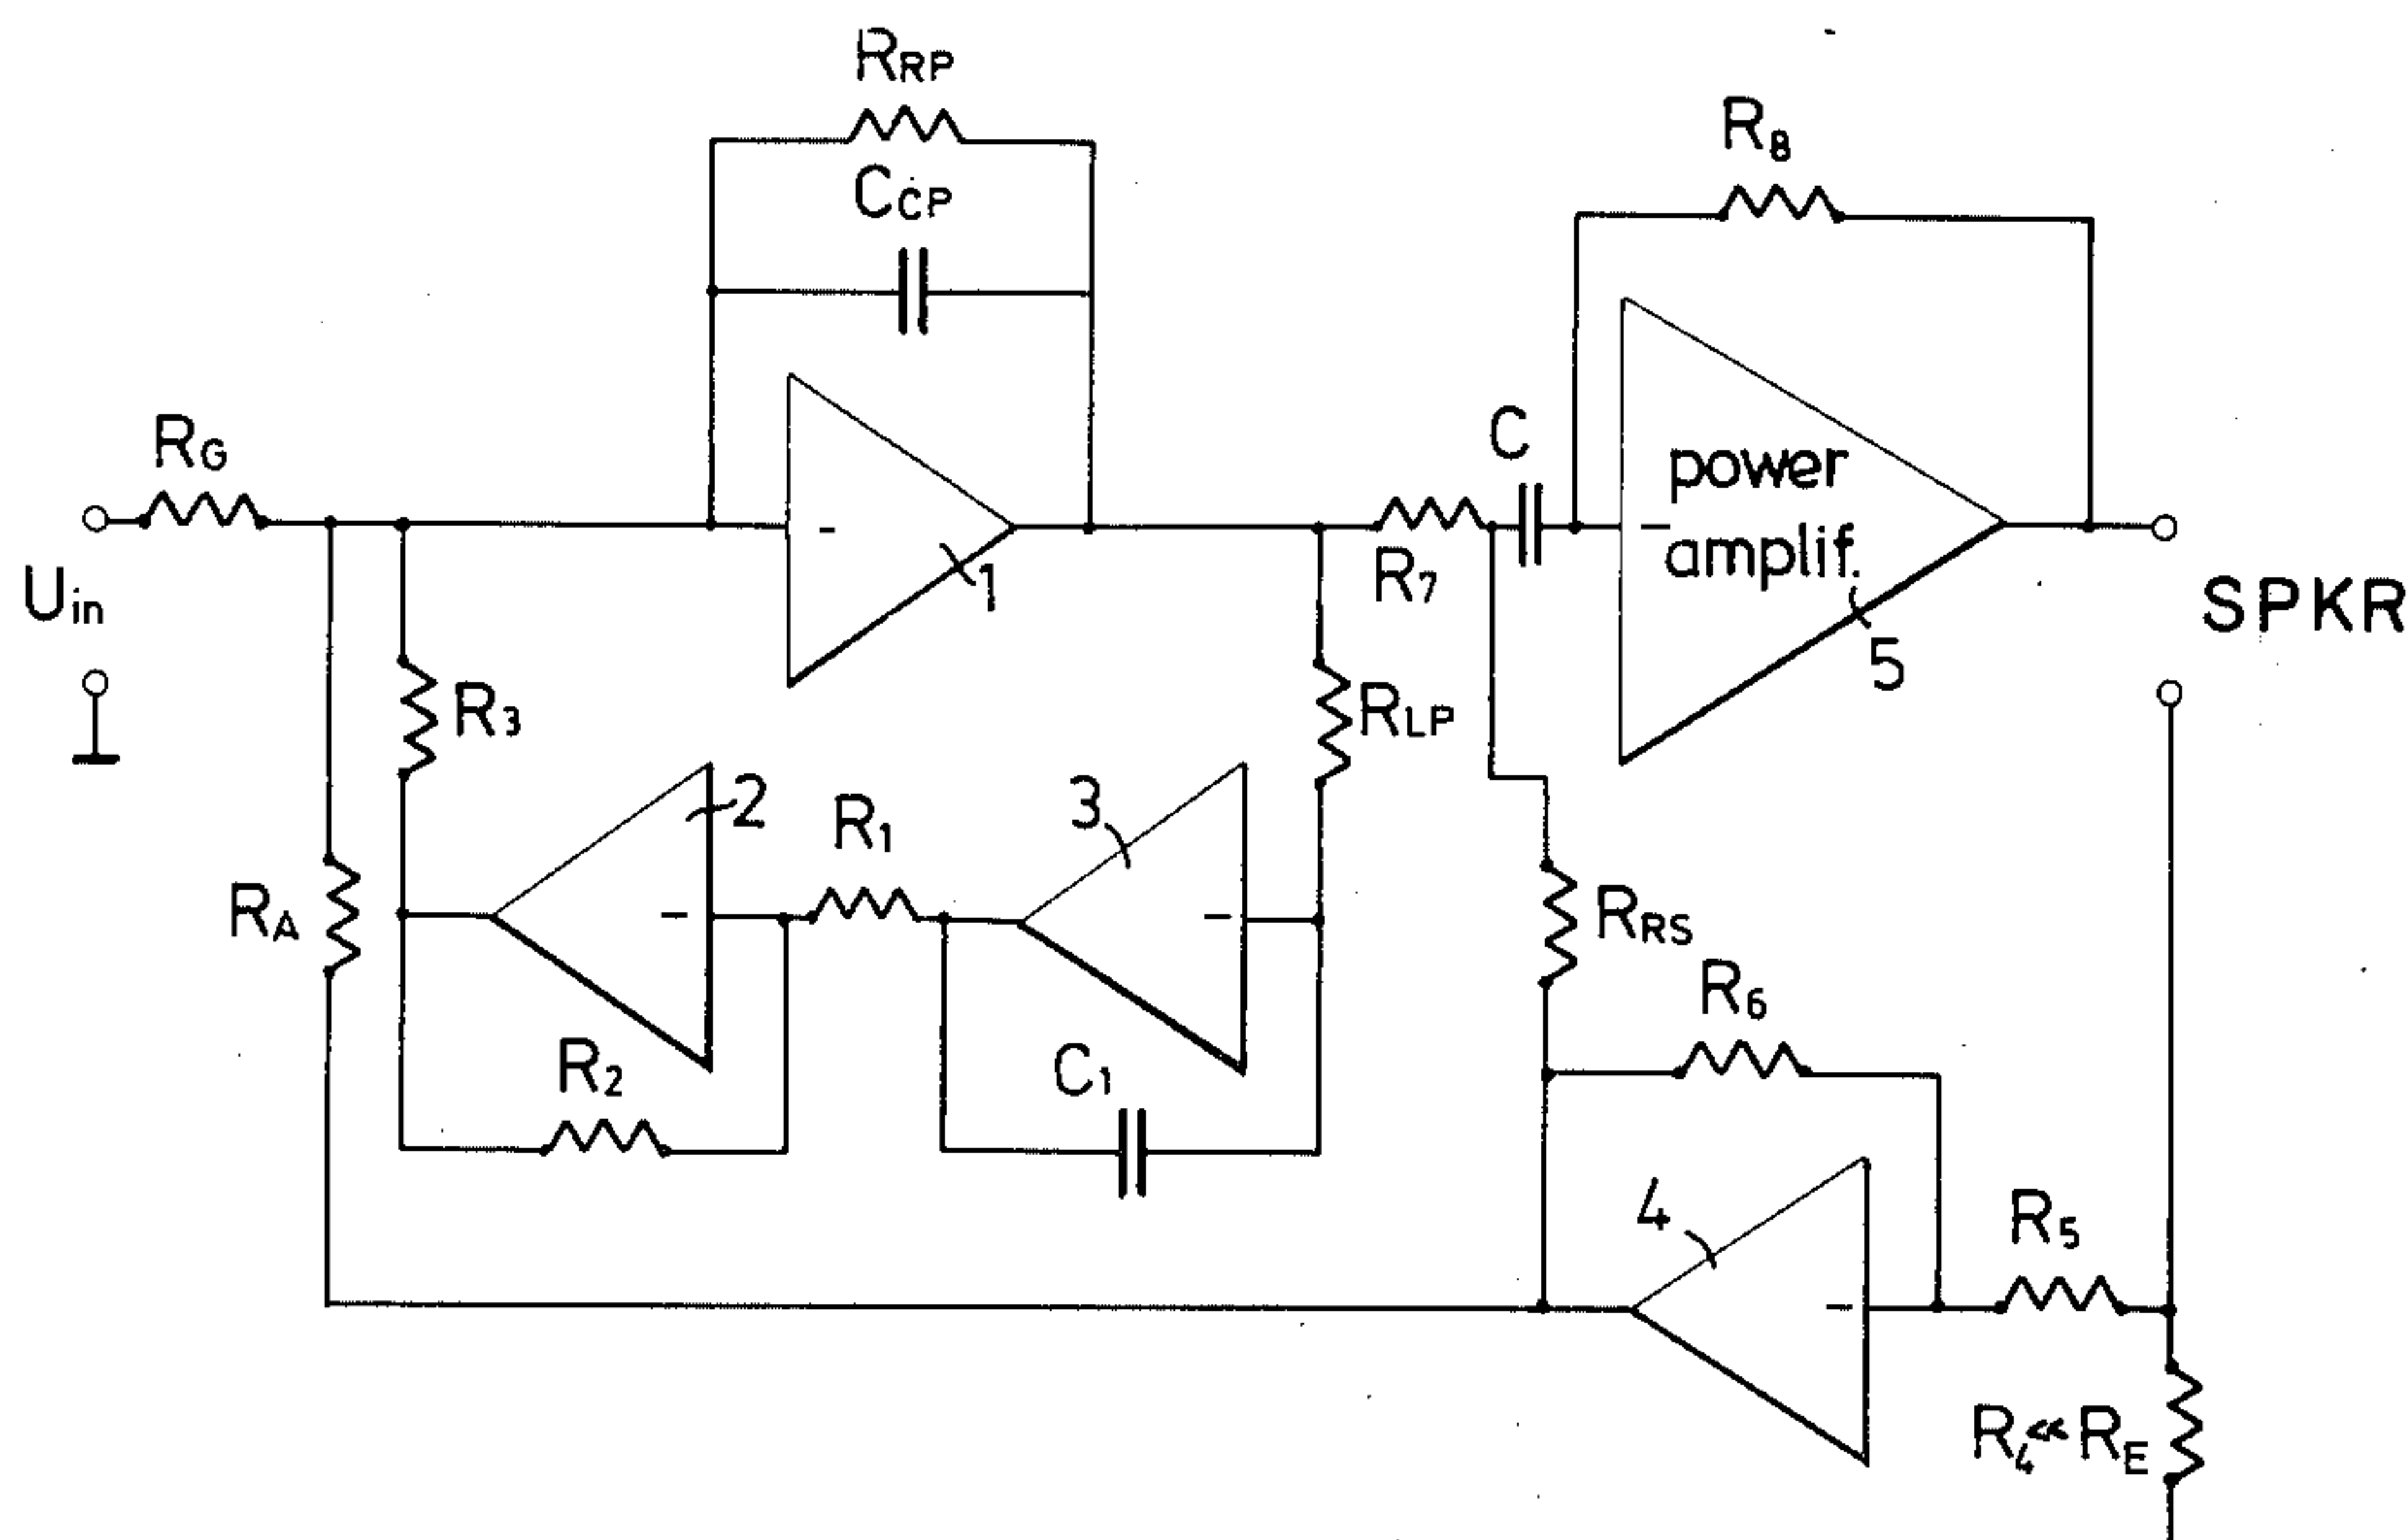 R_RP
C_CP
R_8
R_G
C
power
amplif.
-
-
1
R_7
U_in
SPKR
5
R_3
R_LP
2
3
R_1
R_A
-
-
R_RS
R_6
R_2
C_1
4
R_5
-
R_4 << R_E